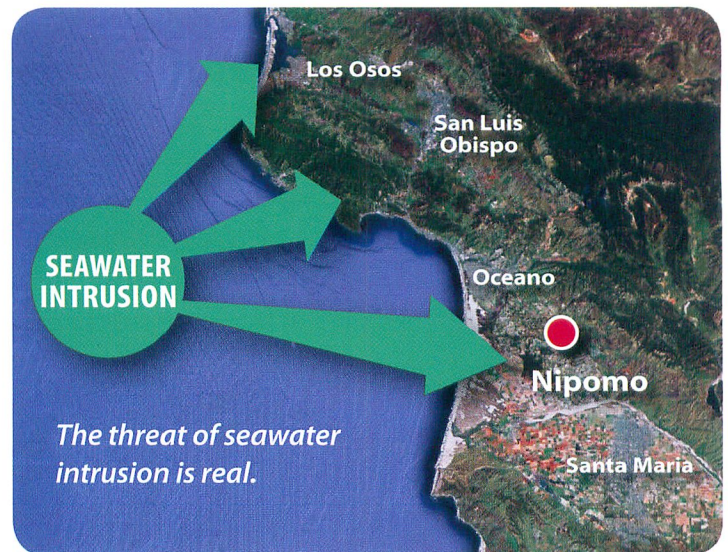 Los Osos
San Luis
Obispo
SEAWATER
INTRUSION
Oceano
Nipomo
The threat of seawater
intrusion is real.
Santa Maria